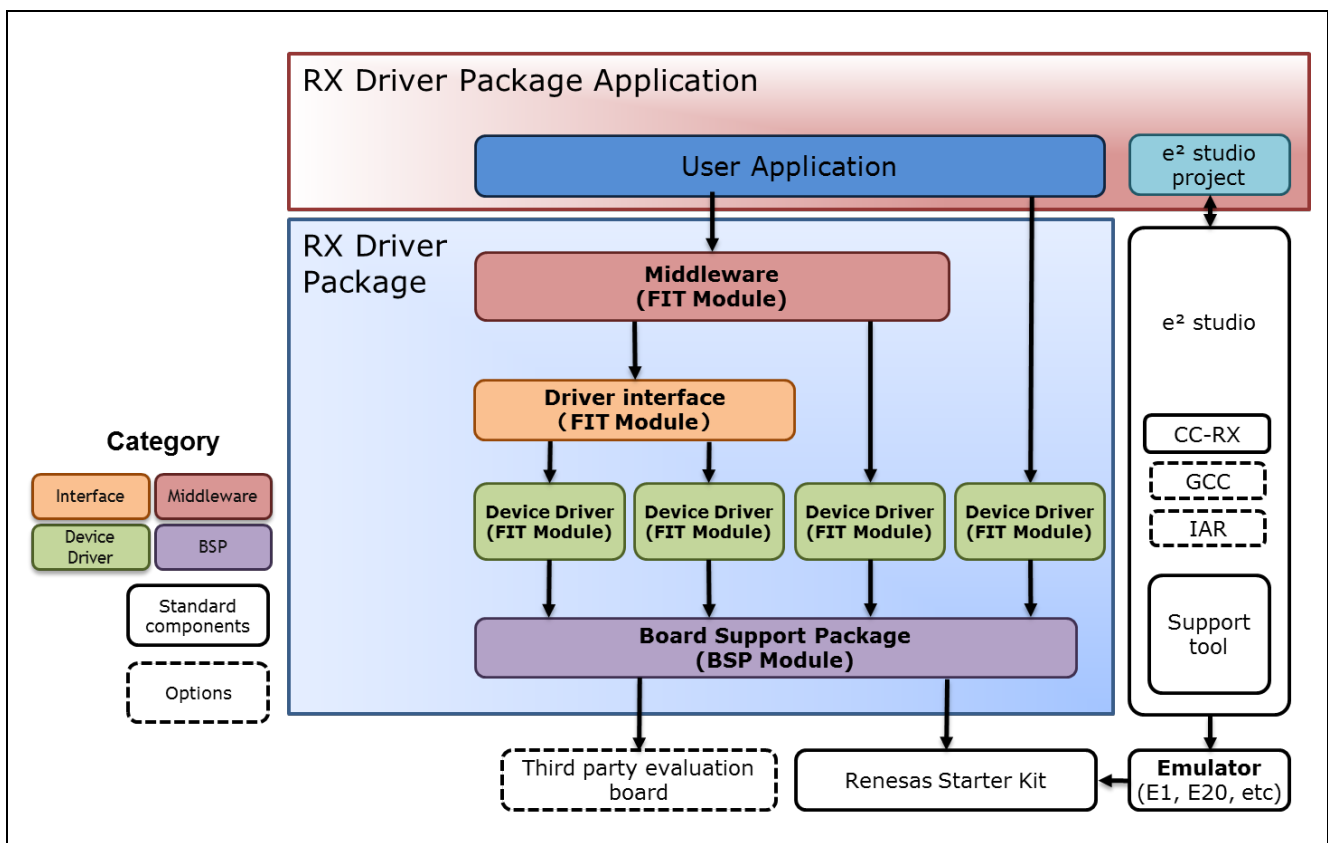 RX Driver Package Application
User Application
e² studio
project
RX Driver
Package
Middleware
(FIT Module)
Driver interface
（FIT Module）
Device Driver
(FIT Module)
Device Driver
(FIT Module)
Device Driver
(FIT Module)
Device Driver
(FIT Module)
Board Support Package
(BSP Module)
e² studio
CC-RX
GCC
IAR
Support
tool
Category
Interface
Middleware
Device
Driver
BSP
Standard
components
Options
Third party evaluation
board
Renesas Starter Kit
Emulator
(E1, E20, etc)